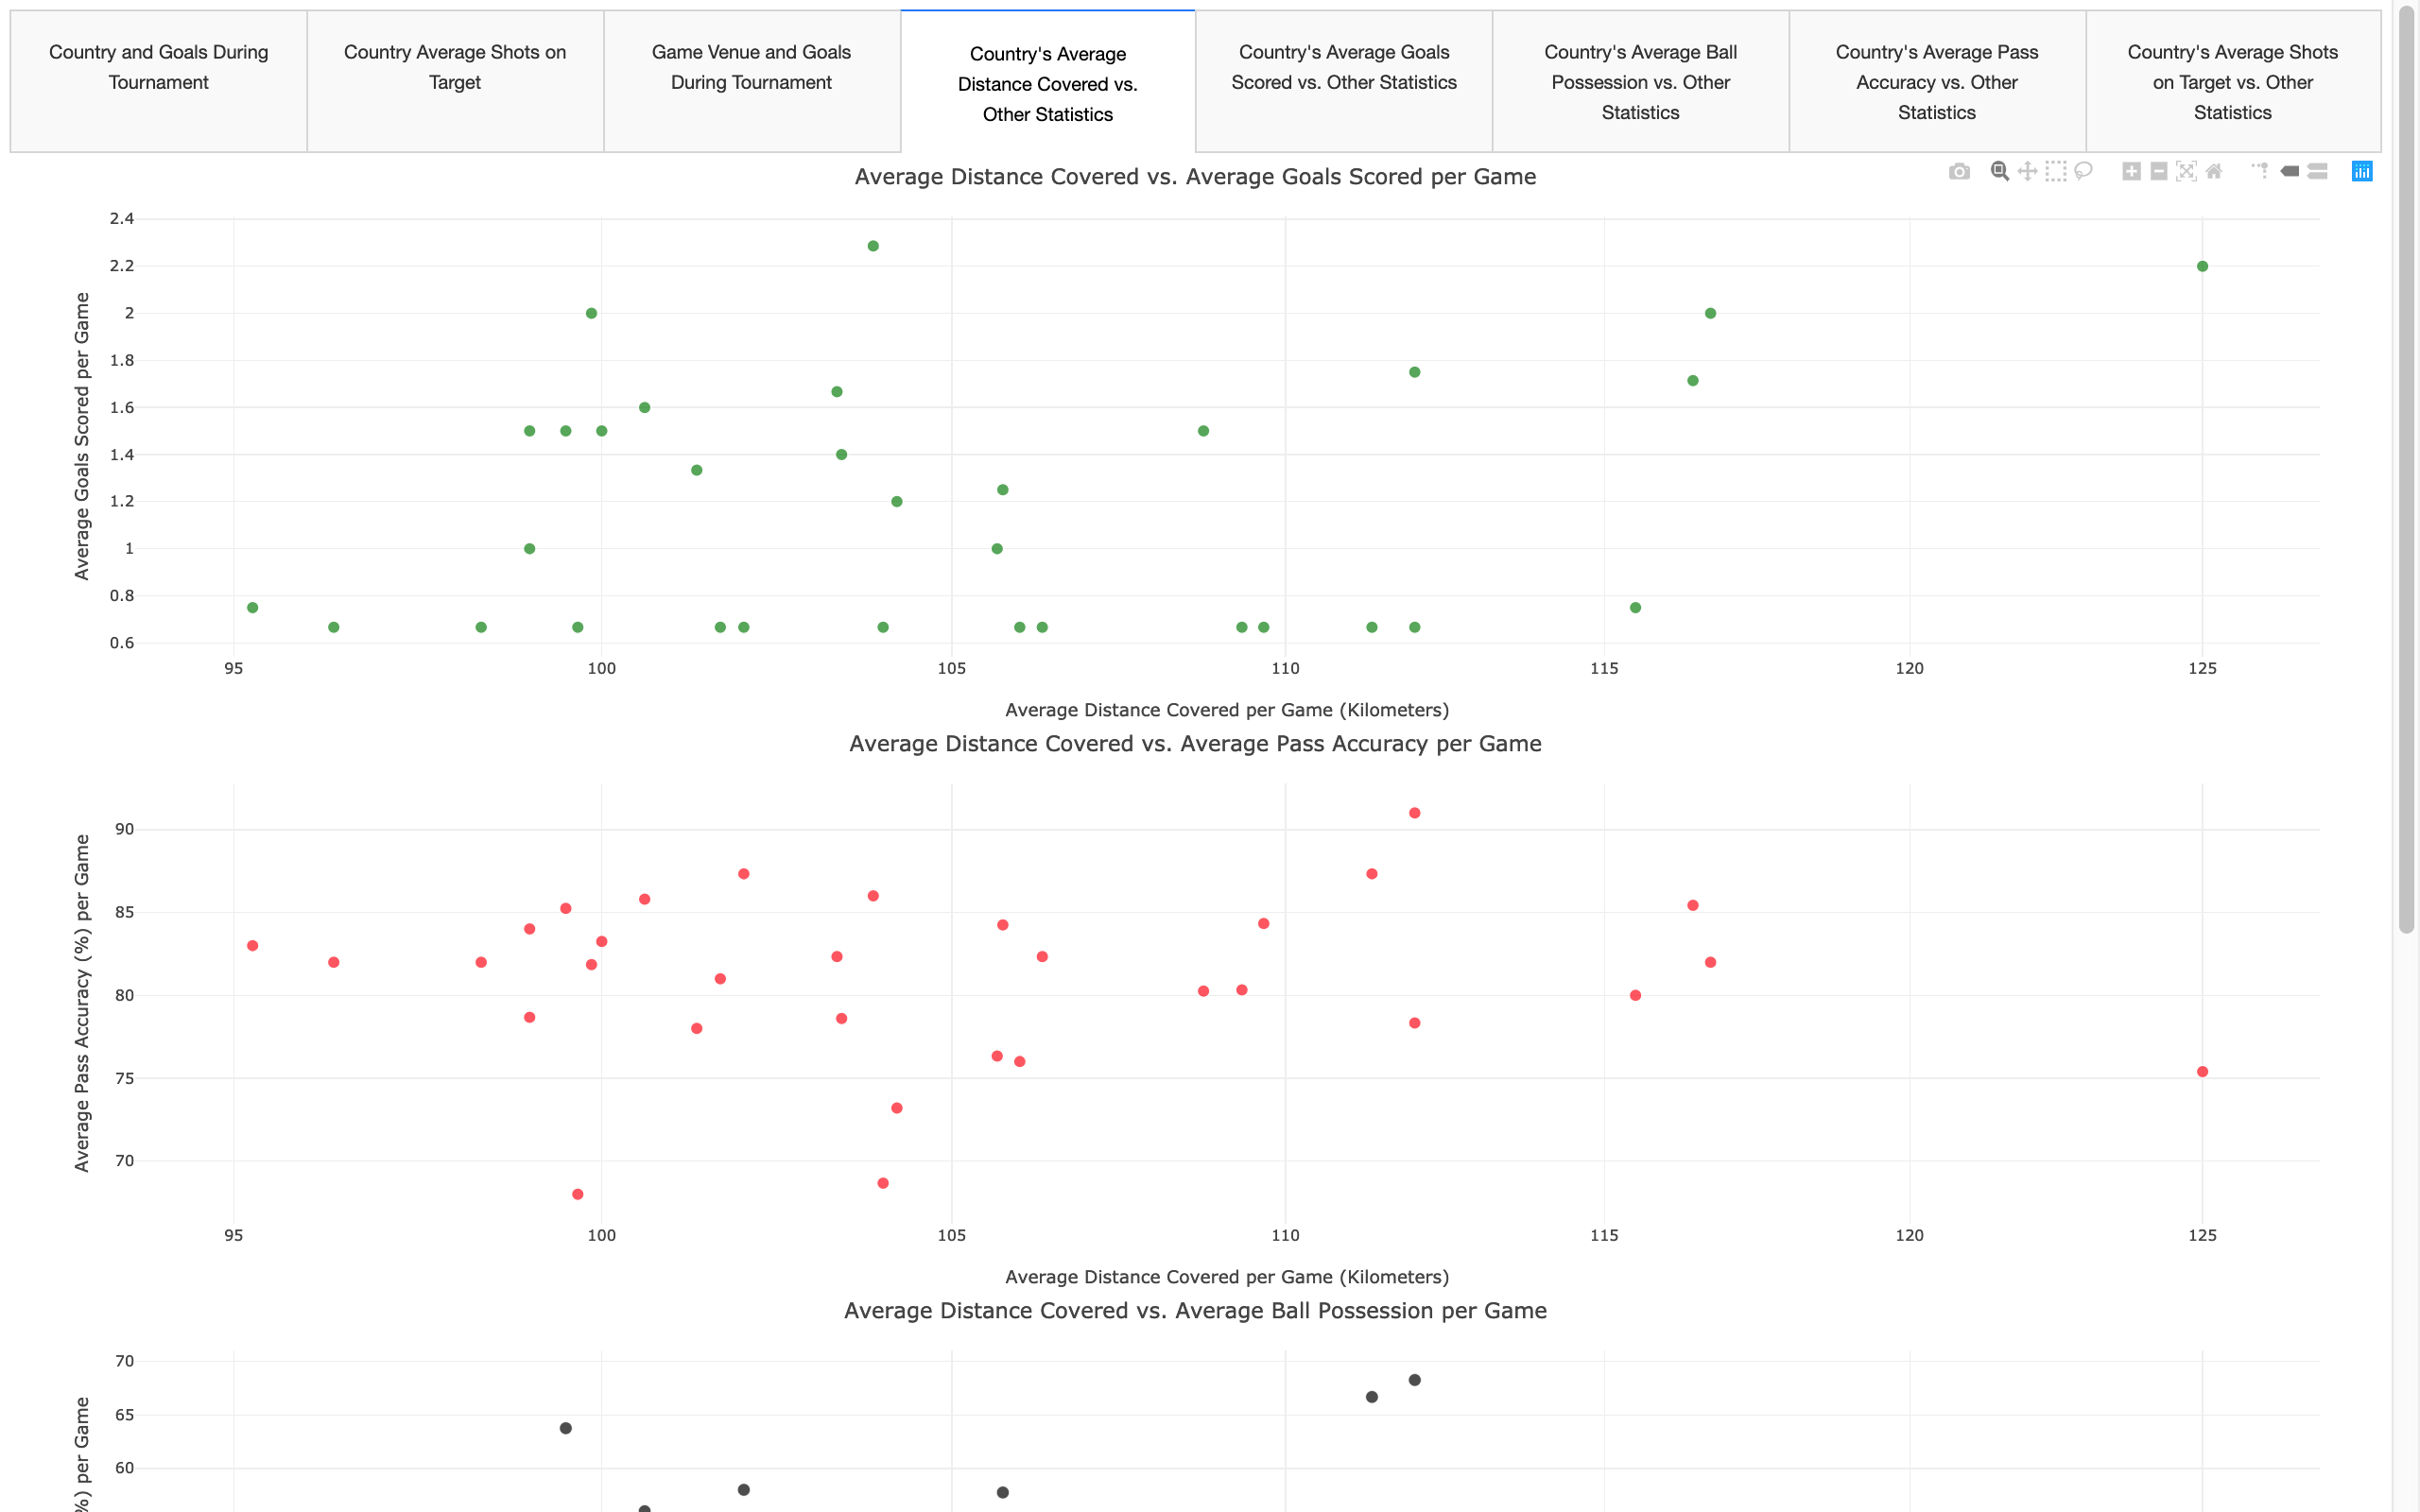 Country and Goals During
Tournament
Country Average Shots on
Target
Game Venue and Goals
During Tournament
Country's Average
Distance Covered vs.
Other Statistics
Country's Average Goals
Scored vs. Other Statistics
Country's Average Ball
Possession vs. Other
Statistics
Country's Average Pass
Accuracy vs. Other
Statistics
Country's Average Shots
on Target vs. Other
Statistics
Average Distance Covered vs. Average Goals Scored per Game
Average Goals Scored per Game
2.4
2.2
2
1.8
1.6
1.4
1.2
1
0.8
0.6
95 100 105 110 115 120 125
Average Distance Covered per Game (Kilometers)
Average Distance Covered vs. Average Pass Accuracy per Game
Average Pass Accuracy (%) per Game
90
85
80
75
70
95 100 105 110 115 120 125
Average Distance Covered per Game (Kilometers)
Average Distance Covered vs. Average Ball Possession per Game
%) per Game
70
65
60